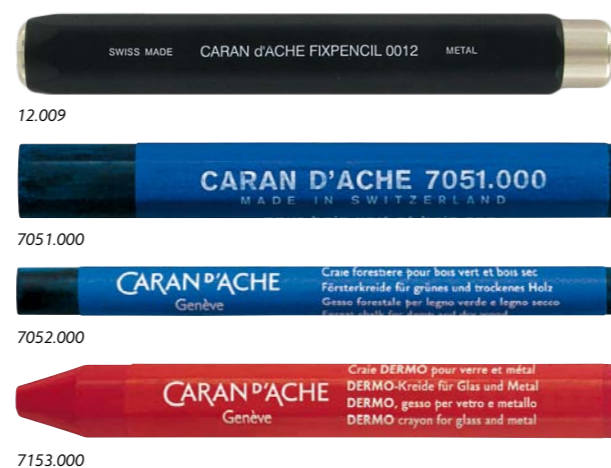 SWISS MADE CARAN d'ACHE FIXPENCIL 0012 METAL
12.009
CARAN D'ACHE 7051.000
MADE IN SWITZERLAND
7051.000
CARAN D'ACHE
Genève
Craie forestière pour bois vert et bois sec
Försterkreide für grünes und trockenes Holz
Gesso forestale per legno verde e legno secco
7052.000
CARAN D'ACHE
Genève
Craie DERMO pour verre et métal
DERMO-Kreide für Glas und Metal
DERMO, gesso per vetro e metallo
DERMO crayon for glass and metal
7153.000